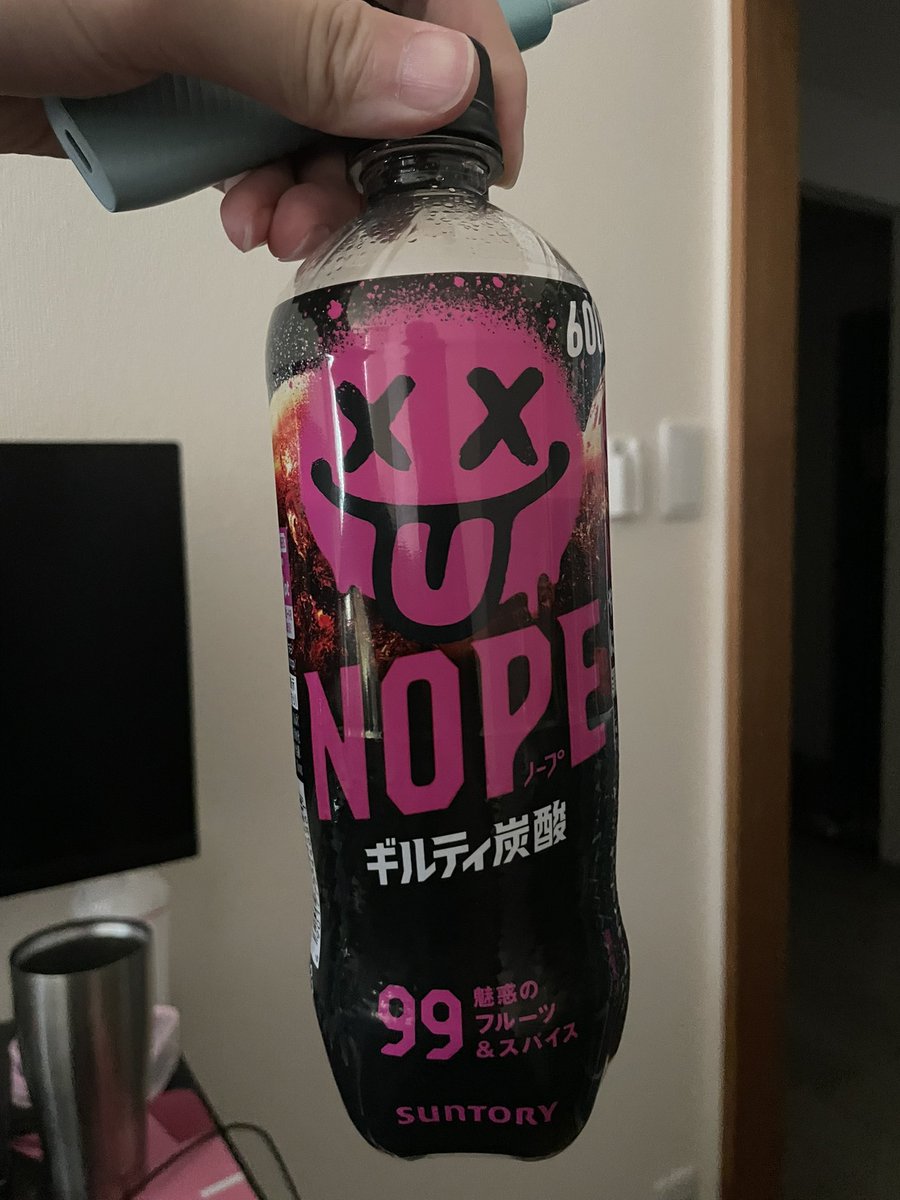 600
NOPE
ノープ
ギルティ炭酸
99
魅惑の
フルーツ
&スパイス
SUNTORY